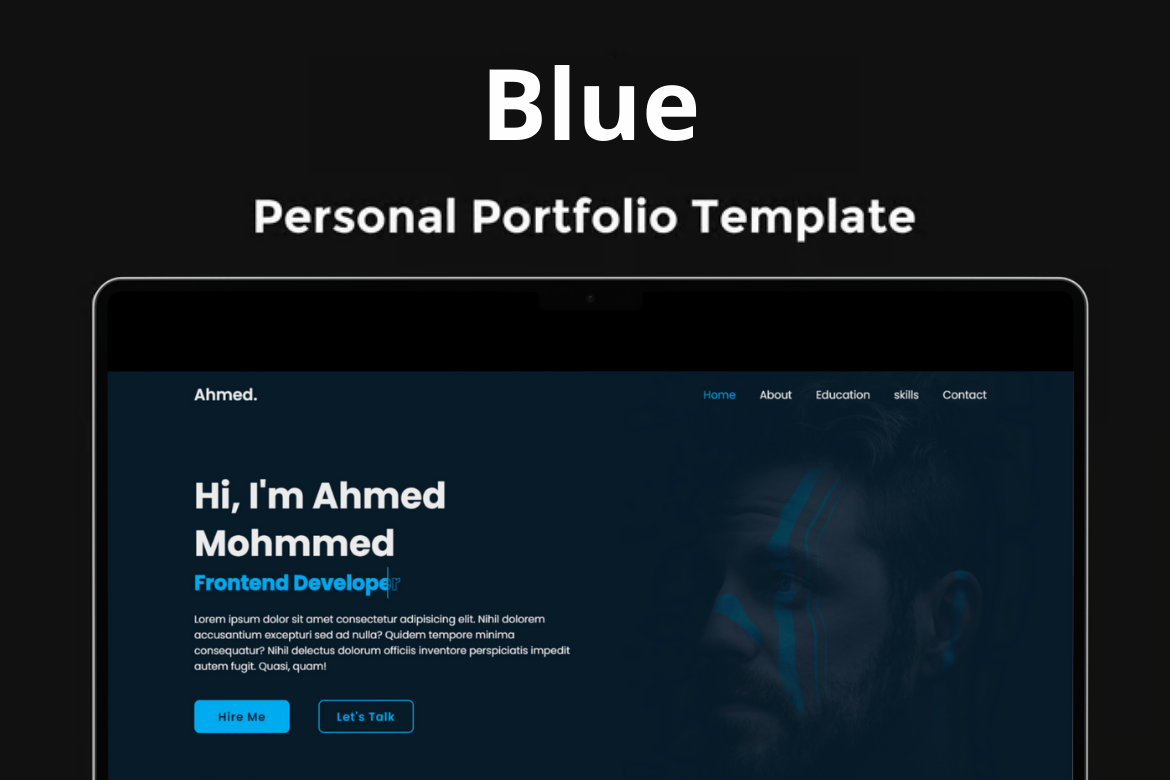 Blue
Personal Portfolio Template
Ahmed.
Home About Education skills Contact
Hi, I'm Ahmed
Mohmmed
Frontend Developer
Lorem ipsum dolor sit amet consectetur adipisicing elit. Nihil dolorem
accusantium excepturi sed ad nulla? Quidem tempore minima
consequatur? Nihil delectus dolorum officiis inventore perspiciatis impedit
autem fugit. Quasi, quam!
Hire Me Let's Talk